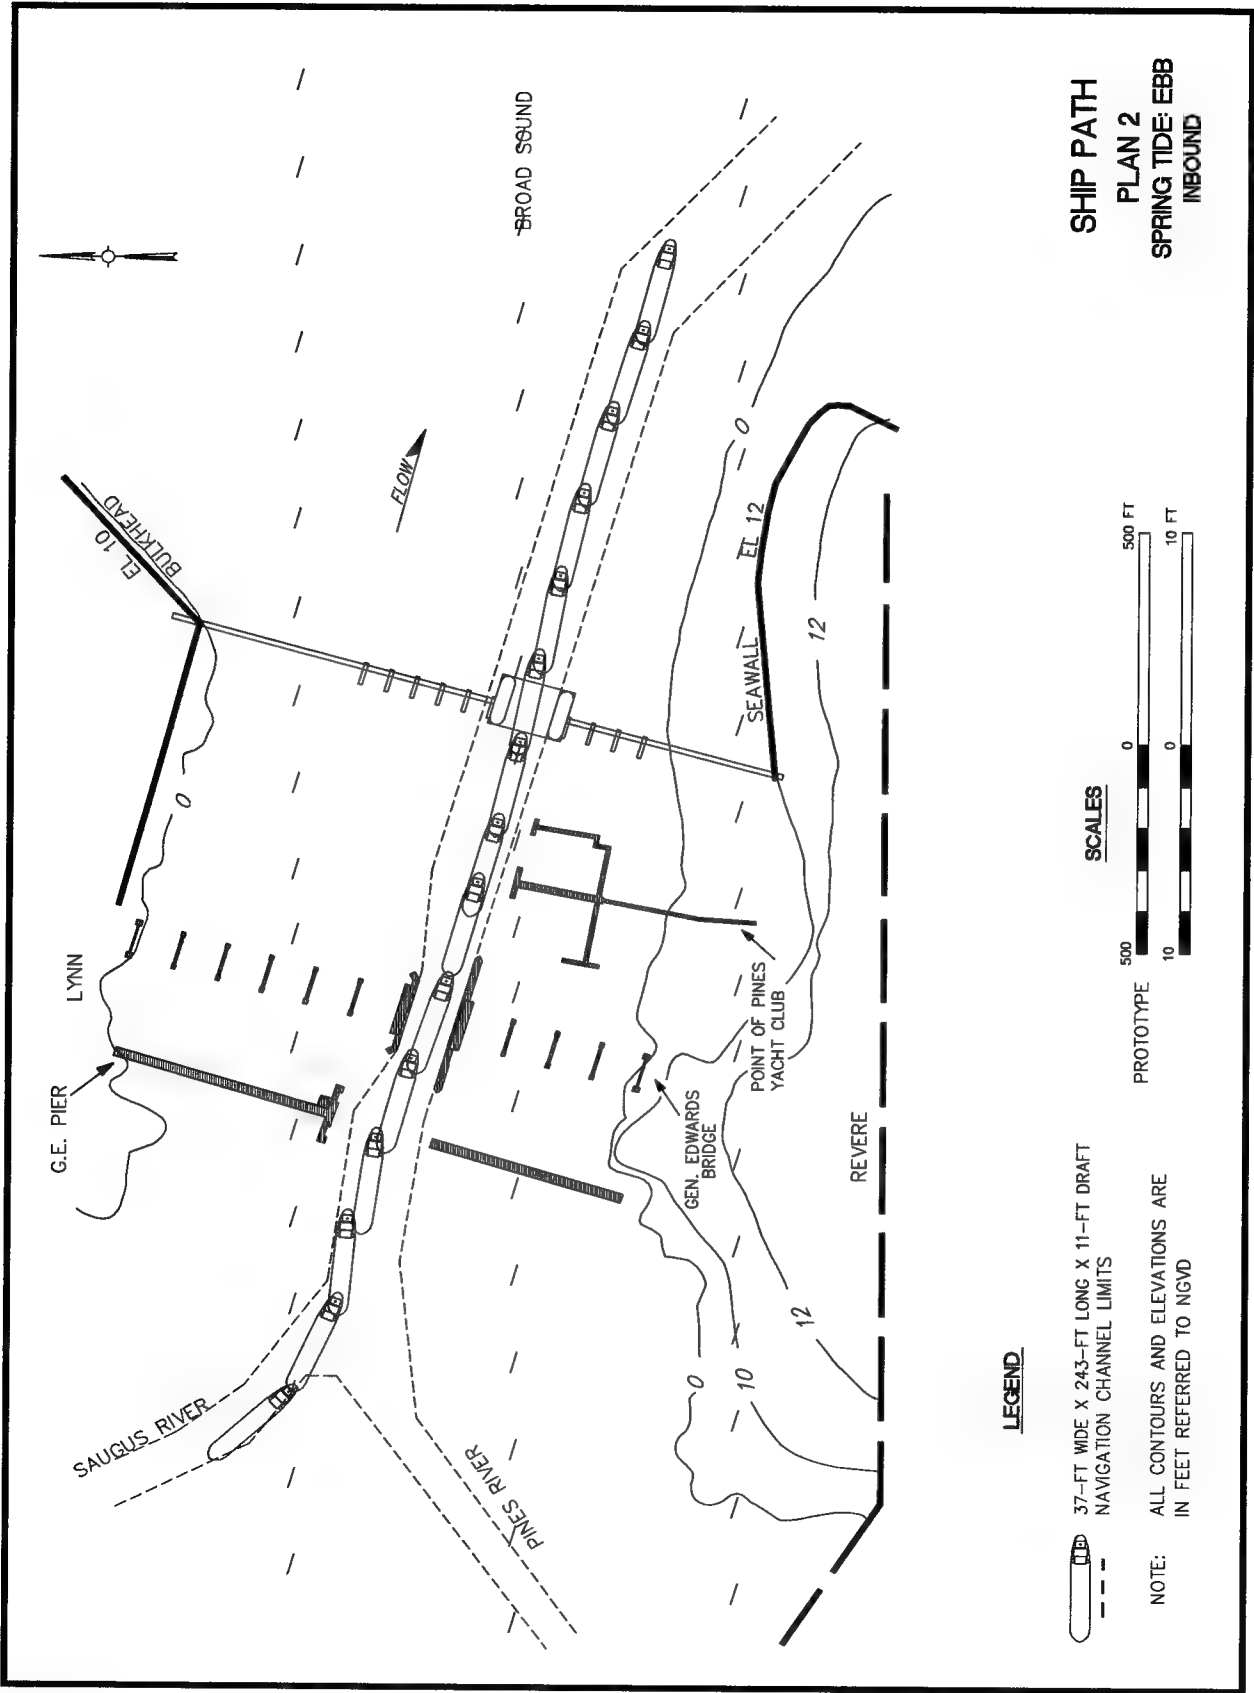 SAUGUS RIVER
PINES RIVER
G.E. PIER
LYNN
0
EL 10
BULKHEAD
FLOW
BROAD SOUND
GEN. EDWARDS
BRIDGE
POINT OF PINES
YACHT CLUB
SEAWALL
EL 12
0
12
0
10
12
REVERE
LEGEND
37-FT WIDE X 243-FT LONG X 11-FT DRAFT
NAVIGATION CHANNEL LIMITS
NOTE:
ALL CONTOURS AND ELEVATIONS ARE
IN FEET REFERRED TO NGVD
SCALES
PROTOTYPE
500
0
500 FT
10
0
10 FT
SHIP PATH
PLAN 2
SPRING TIDE: EBB
INBOUND